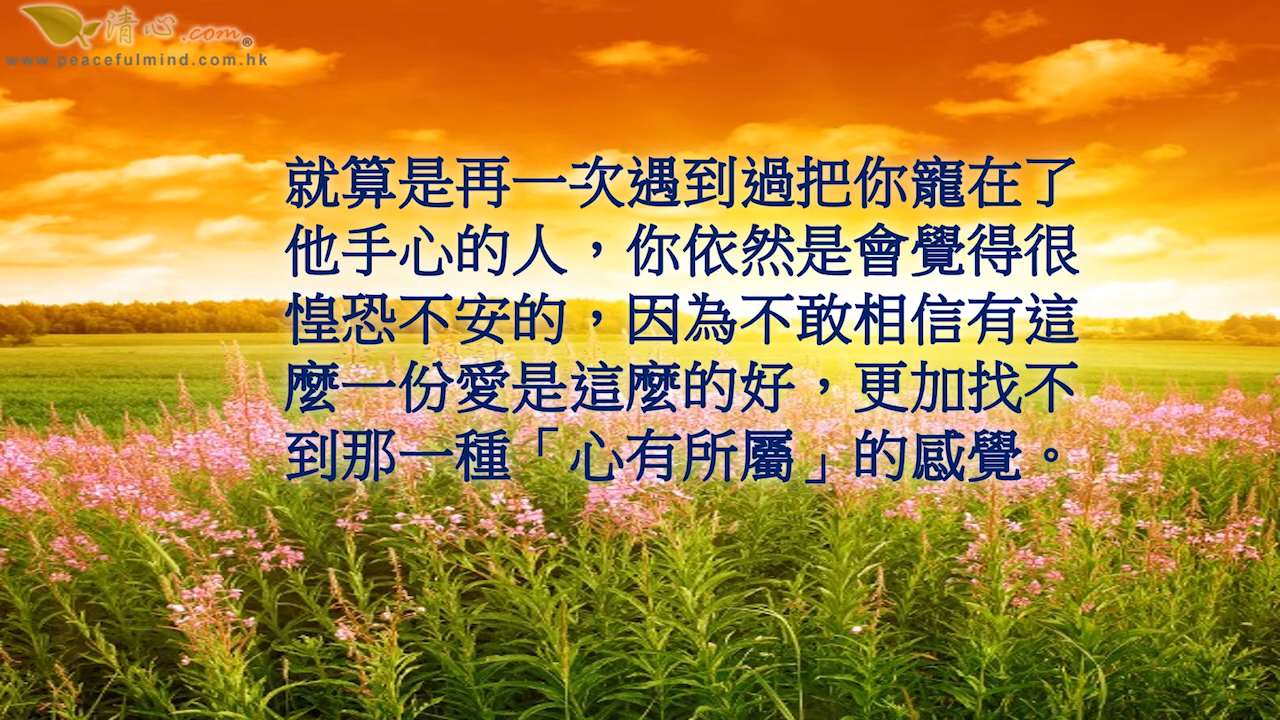 清心.com®
www.peacefulmind.com.hk
就算是再一次遇到過把你寵在了
他手心的人，你依然是會覺得很
惶恐不安的，因為不敢相信有這
麼一份愛是這麼的好，更加找不
到那一種「心有所屬」的感覺。